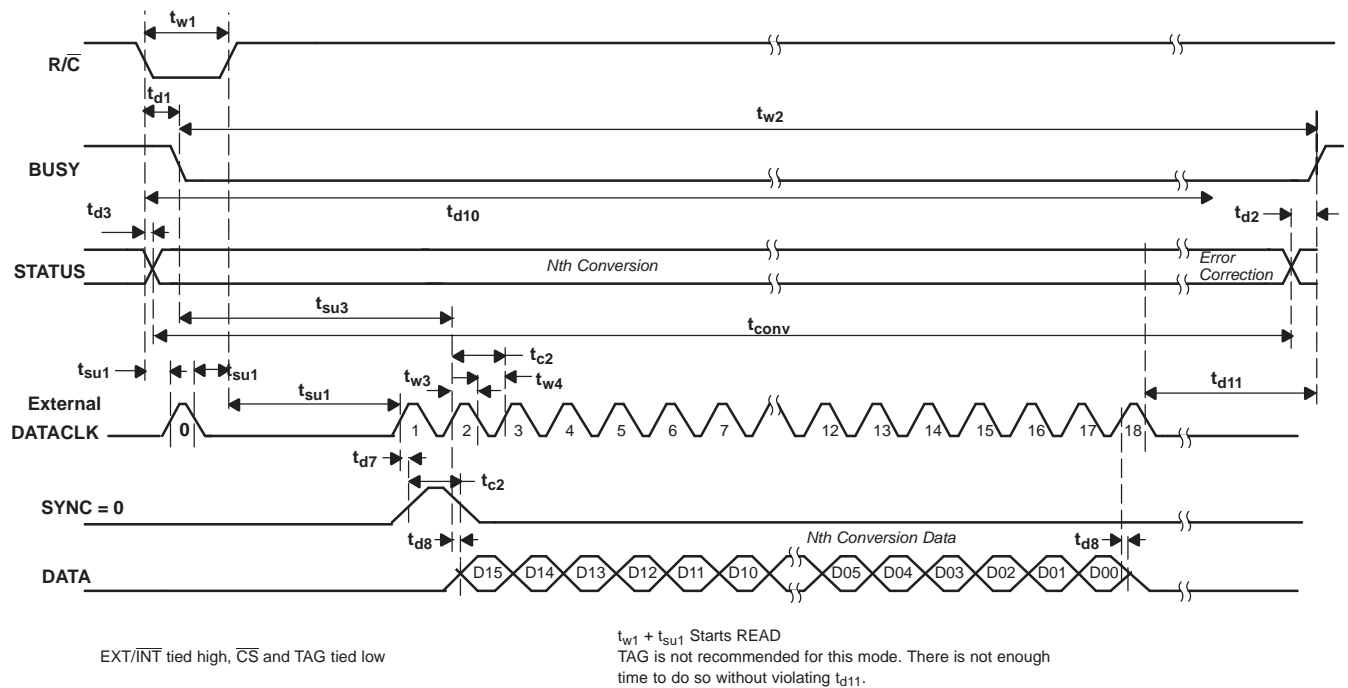 tw1
R/C̅
td1
tw2
BUSY
td3
td10
td2
STATUS
Nth Conversion
Error
Correction
tsu3
tconv
tc2
tsu1
tsu1
tw3
tw4
tsu1
td11
External
DATACLK
0 1 2 3 4 5 6 7 12 13 14 15 16 17 18
td7
tc2
SYNC = 0
td8
Nth Conversion Data
td8
DATA
D15 D14 D13 D12 D11 D10 D05 D04 D03 D02 D01 D00
EXT/I̅N̅T̅ tied high, C̅S̅ and TAG tied low
tw1 + tsu1 Starts READ
TAG is not recommended for this mode. There is not enough
time to do so without violating td11.